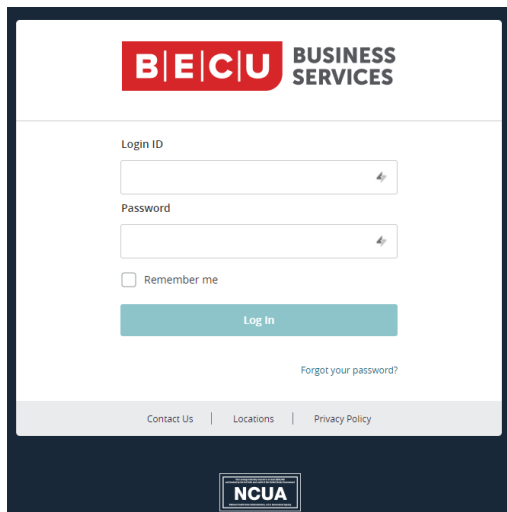 B|E|C|U BUSINESS
SERVICES
Login ID
Password
Remember me
Log In
Forgot your password?
Contact Us | Locations | Privacy Policy
NCUA